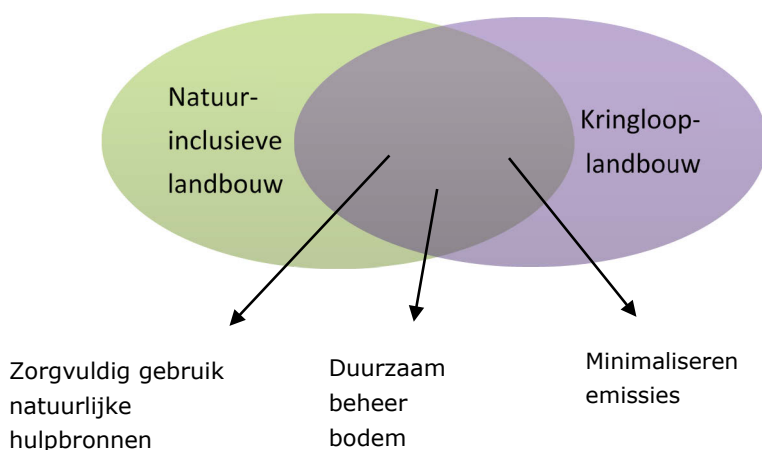 Natuur-
inclusieve
landbouw
Kringloop-
landbouw
Zorgvuldig gebruik
natuurlijke
hulpbronnen
Duurzaam
beheer
bodem
Minimaliseren
emissies